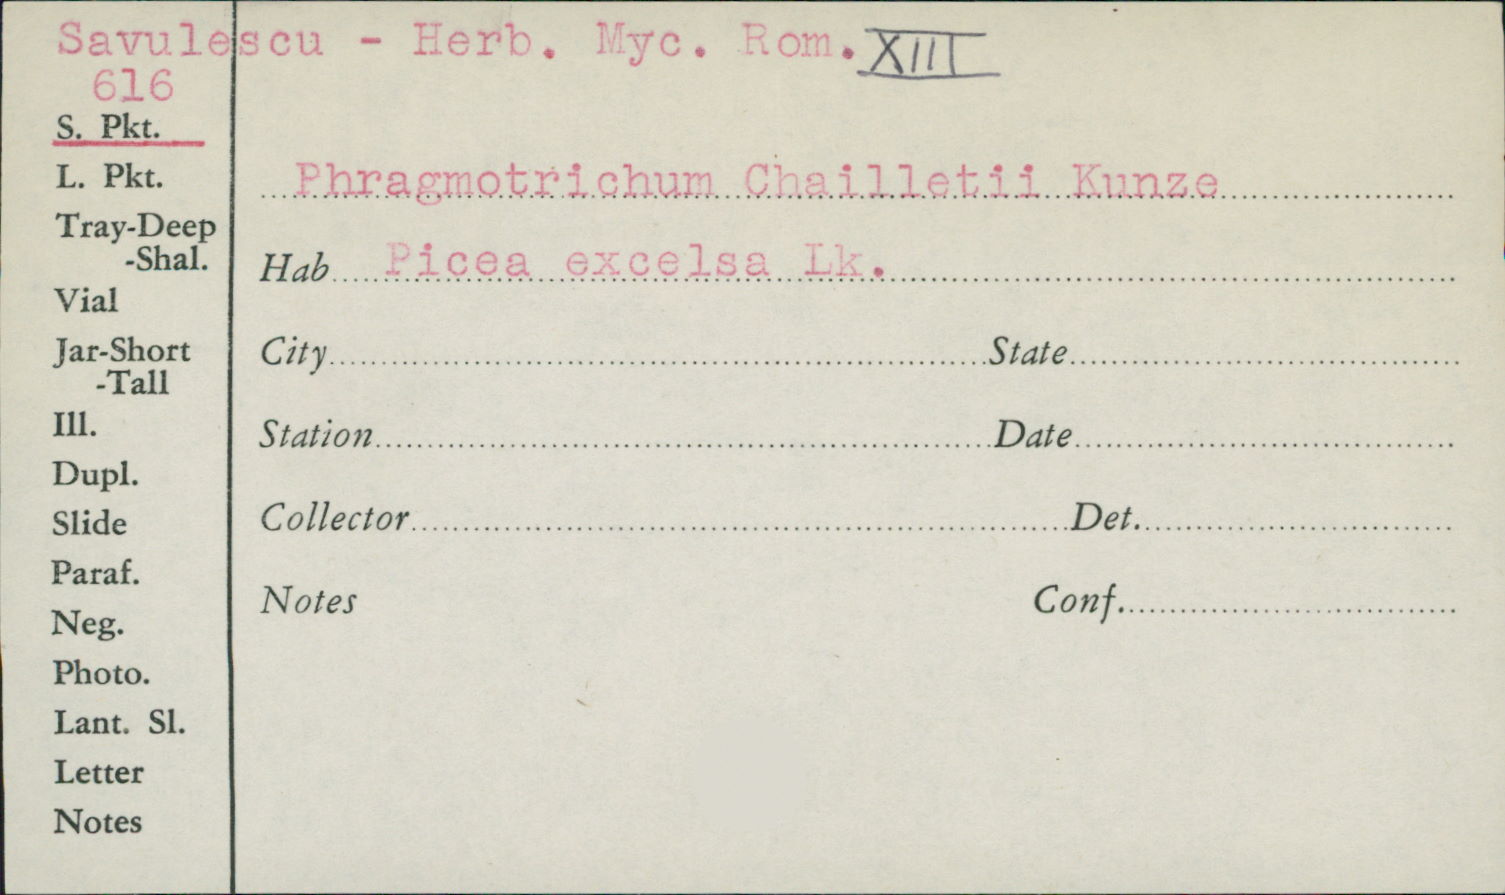 Savulescu - Herb. Myc. Rom. XIII
616
S. Pkt.
L. Pkt.
Phragmotrichum Chailletii Kunze
Tray-Deep
-Shal.
Hab Picea excelsa Lk.
Vial
Jar-Short
-Tall
City State
Ill.
Station Date
Dupl.
Slide
Collector Det.
Paraf.
Neg.
Notes Conf.
Photo.
Lant. Sl.
Letter
Notes